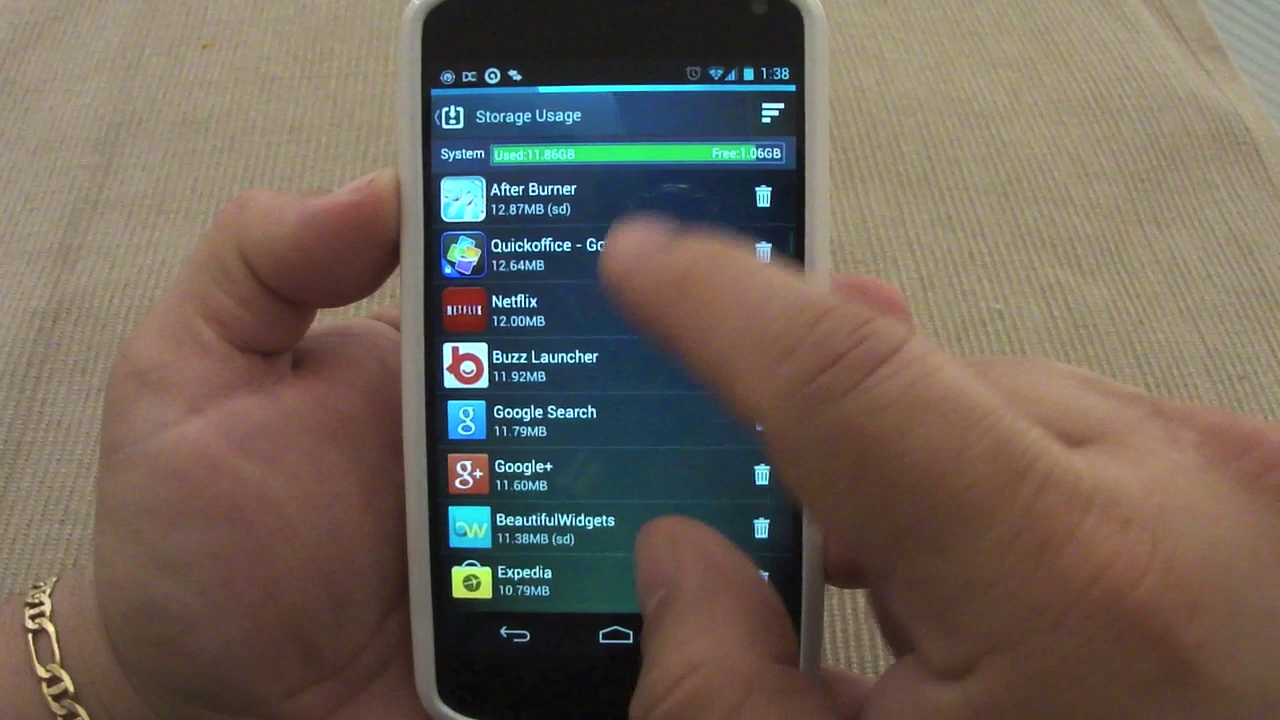 DC 1:38
Storage Usage
System Used:11.86GB Free:1.06GB
After Burner
12.87MB (sd)
Quickoffice - Go
12.64MB
NETFLIX
Netflix
12.00MB
Buzz Launcher
11.92MB
Google Search
11.79MB
g+
Google+
11.60MB
bw
BeautifulWidgets
11.38MB (sd)
Expedia
10.79MB